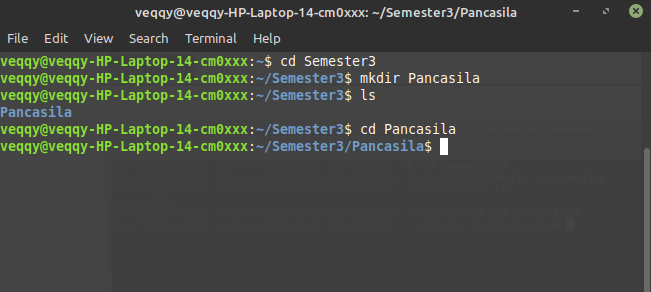 veqqy@veqqy-HP-Laptop-14-cm0xxx: ~/Semester3/Pancasila
File Edit View Search Terminal Help
veqqy@veqqy-HP-Laptop-14-cm0xxx:~$ cd Semester3
veqqy@veqqy-HP-Laptop-14-cm0xxx:~/Semester3$ mkdir Pancasila
veqqy@veqqy-HP-Laptop-14-cm0xxx:~/Semester3$ ls
Pancasila
veqqy@veqqy-HP-Laptop-14-cm0xxx:~/Semester3$ cd Pancasila
veqqy@veqqy-HP-Laptop-14-cm0xxx:~/Semester3/Pancasila$